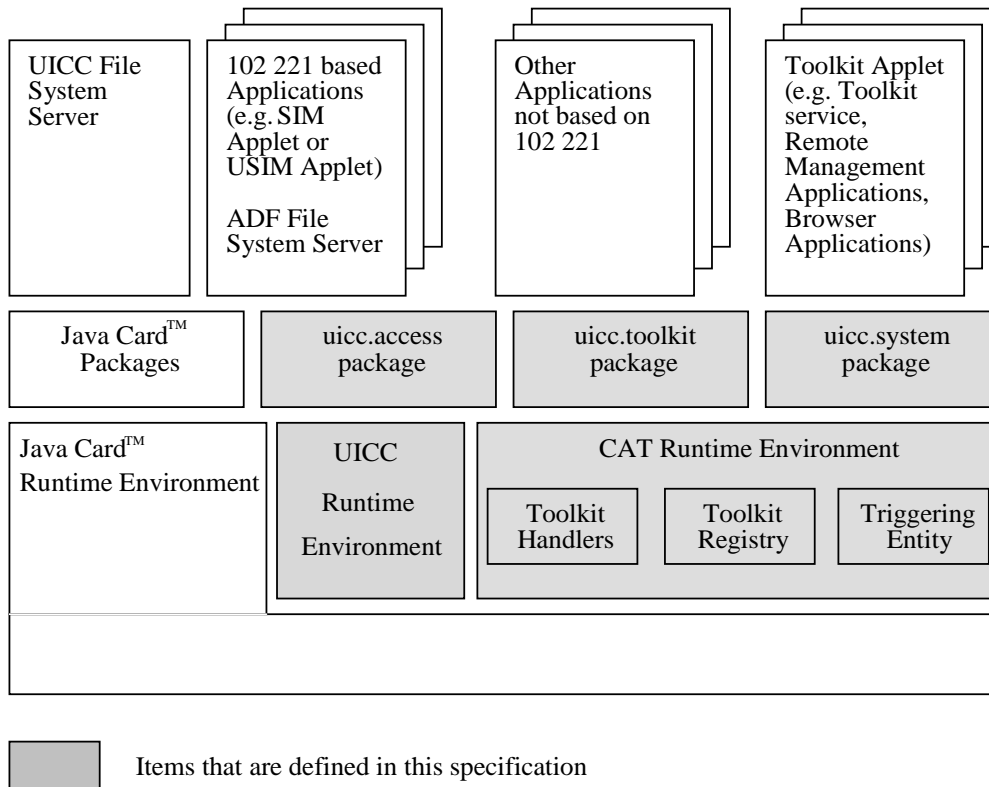 UICC File
System
Server
102 221 based
Applications
(e.g. SIM
Applet or
USIM Applet)
ADF File
System Server
Other
Applications
not based on
102 221
Toolkit Applet
(e.g. Toolkit
service,
Remote
Management
Applications,
Browser
Applications)
Java Card™
Packages
uicc.access
package
uicc.toolkit
package
uicc.system
package
Java Card™
Runtime Environment
UICC
Runtime
Environment
CAT Runtime Environment
Toolkit
Handlers
Toolkit
Registry
Triggering
Entity
Items that are defined in this specification